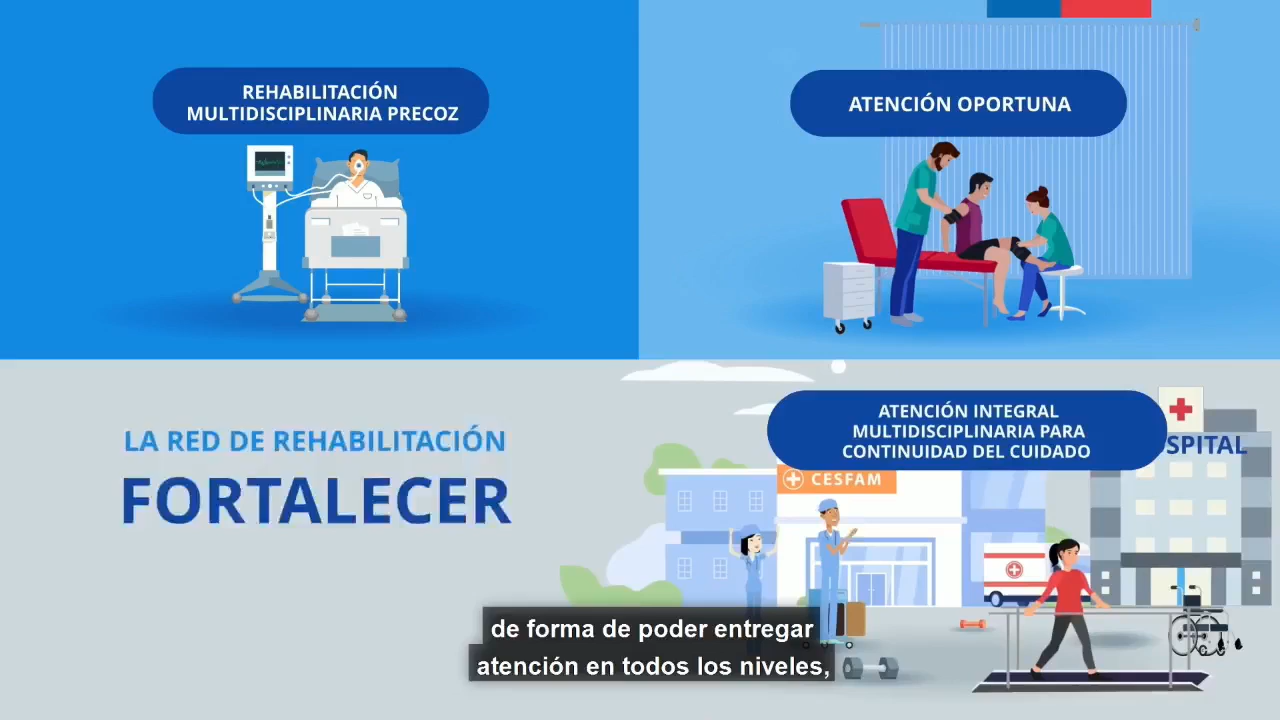 REHABILITACIÓN
MULTIDISCIPLINARIA PRECOZ
ATENCIÓN OPORTUNA
LA RED DE REHABILITACIÓN
FORTALECER
ATENCIÓN INTEGRAL
MULTIDISCIPLINARIA PARA
CONTINUIDAD DEL CUIDADO
SPITAL
CESFAM
de forma de poder entregar
atención en todos los niveles,